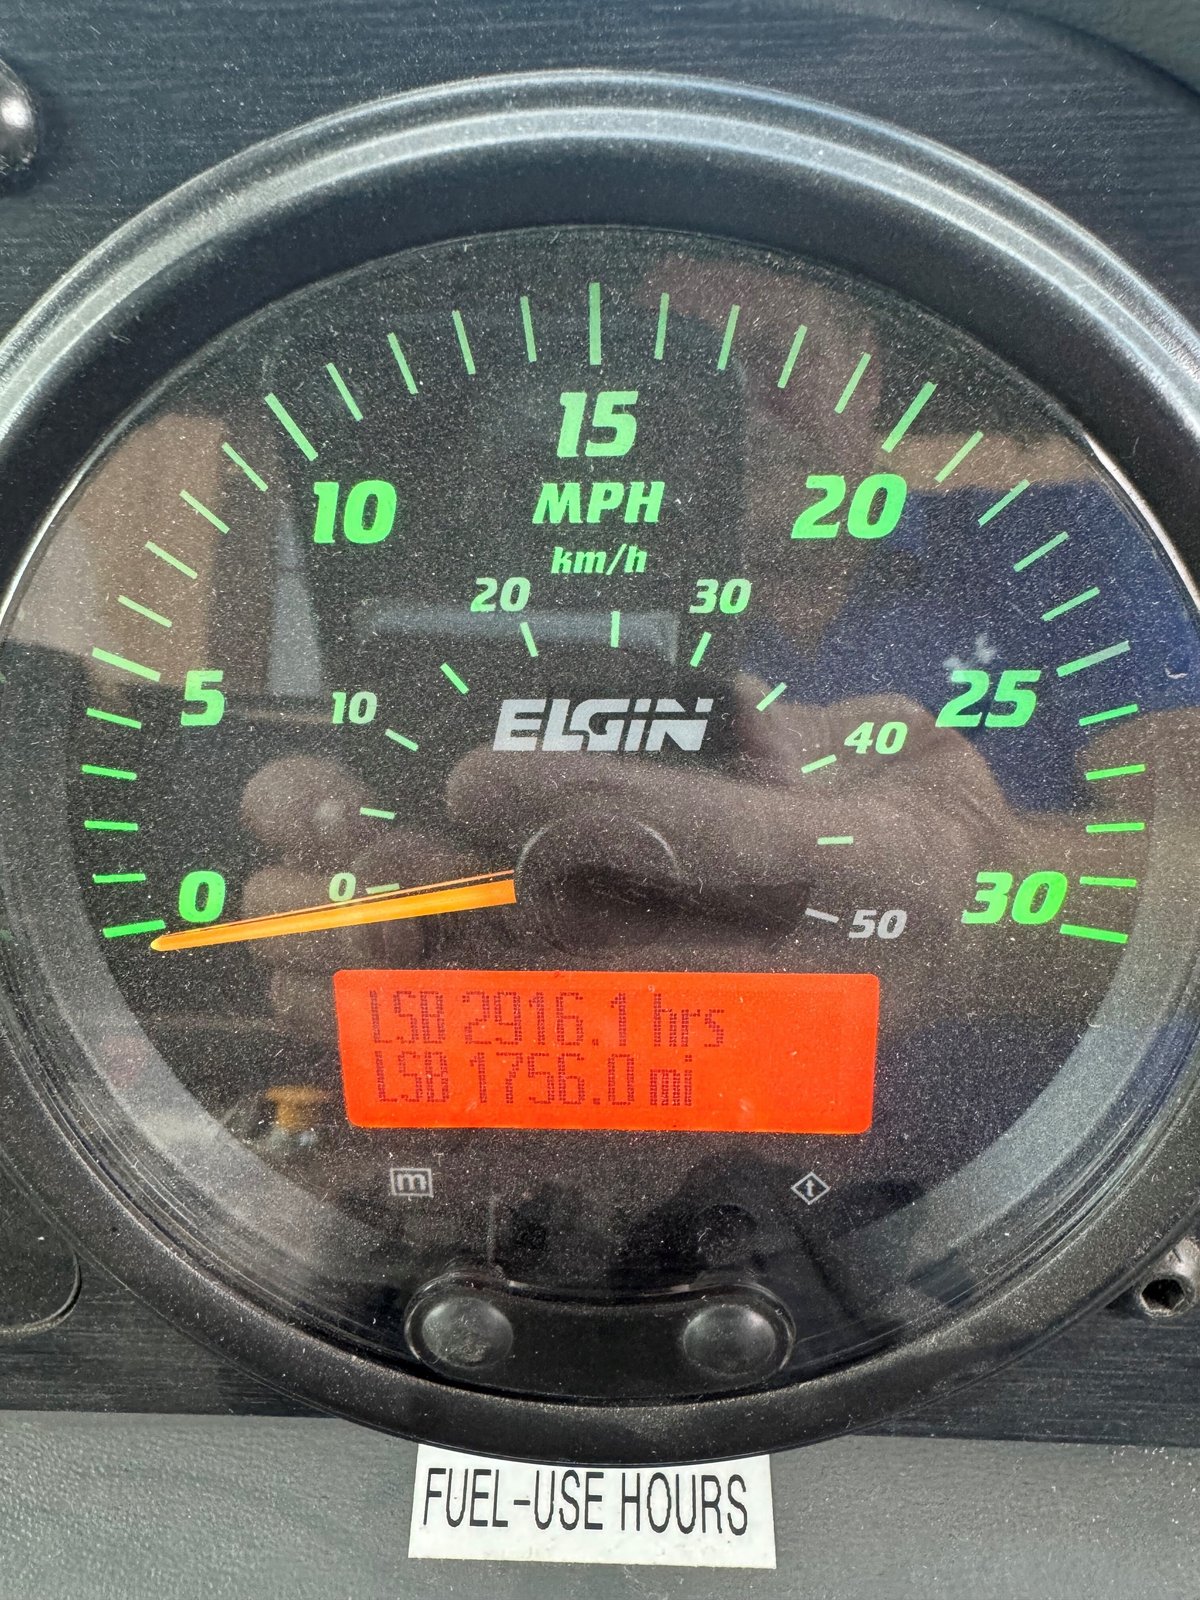 15
10 MPH 20
km/h
20 30
5 10 ELGIN 40 25
0 0 50 30
LSB 2916.1 hrs
LSB 1756.0 mi
m t
FUEL-USE HOURS